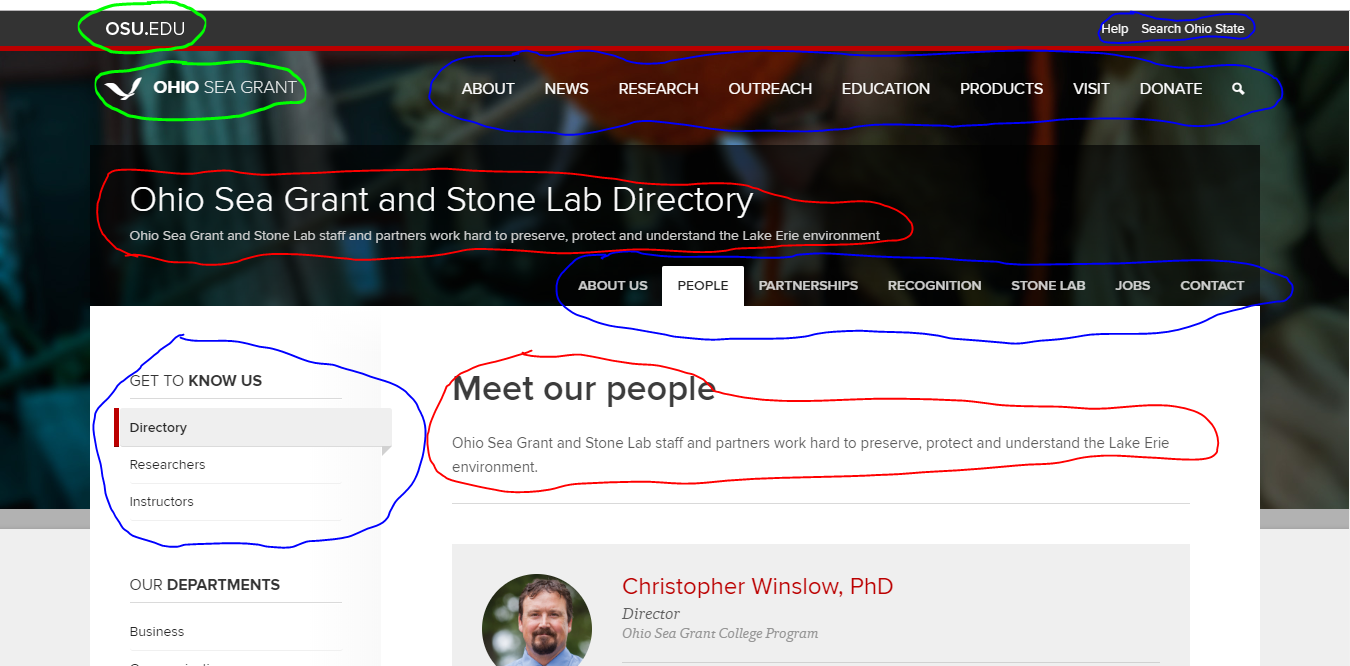 OSU.EDU
Help Search Ohio State
OHIO SEA GRANT
ABOUT NEWS RESEARCH OUTREACH EDUCATION PRODUCTS VISIT DONATE
Ohio Sea Grant and Stone Lab Directory
Ohio Sea Grant and Stone Lab staff and partners work hard to preserve, protect and understand the Lake Erie environment
ABOUT US PEOPLE PARTNERSHIPS RECOGNITION STONE LAB JOBS CONTACT
GET TO KNOW US
Directory
Researchers
Instructors
OUR DEPARTMENTS
Business
Meet our people
Ohio Sea Grant and Stone Lab staff and partners work hard to preserve, protect and understand the Lake Erie
environment.
Christopher Winslow, PhD
Director
Ohio Sea Grant College Program